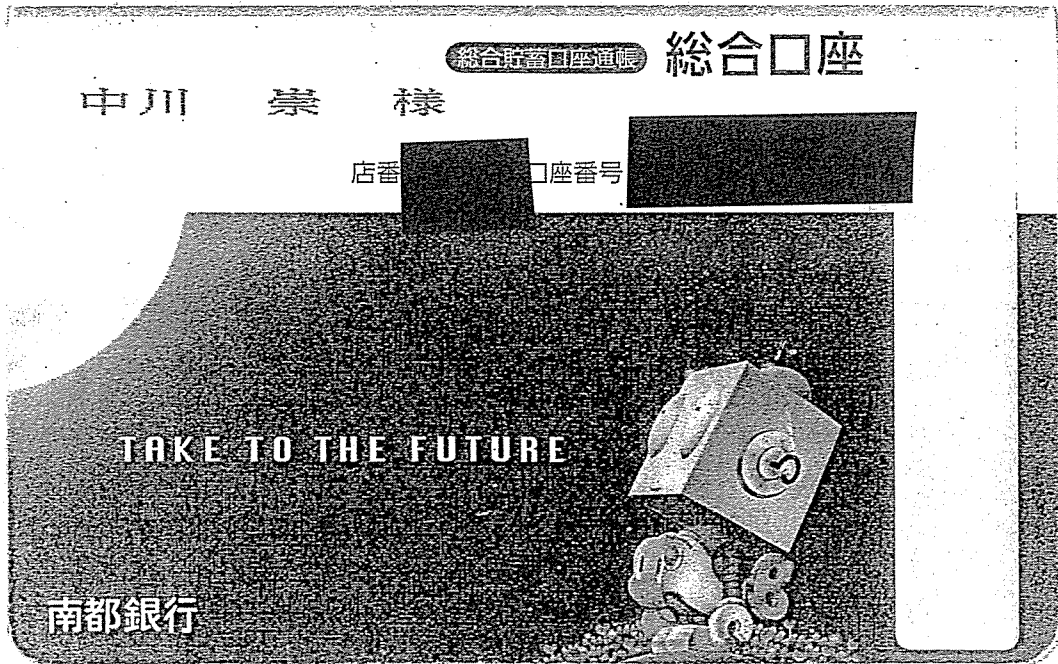 総合貯蓄口座通帳 総合口座
中川 崇 様
店番 口座番号
TAKE TO THE FUTURE
南都銀行